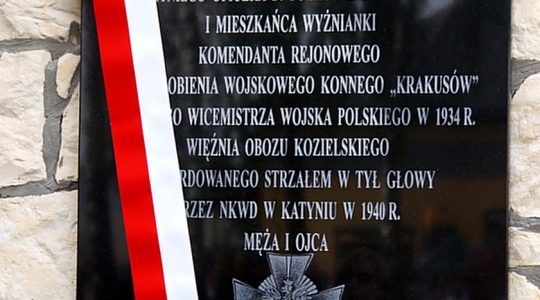 I MIESZKAŃCA WYŻNIANKI
KOMENDANTA REJONOWEGO
OBIENIA WOJSKOWEGO KONNEGO „KRAKUSÓW”
O WICEMISTRZA WOJSKA POLSKIEGO W 1934 R.
WIĘŹNIA OBOZU KOZIELSKIEGO
RDOWANEGO STRZAŁEM W TYŁ GŁOWY
RZEZ NKWD W KATYNIU W 1940 R.
MĘŻA I OJCA